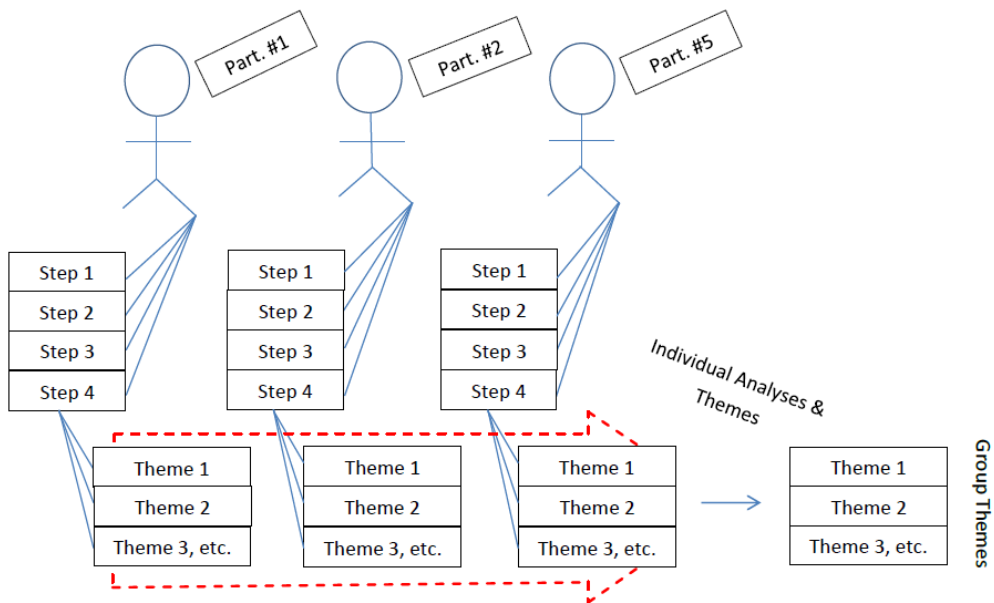 Part. #1
Part. #2
Part. #5
Step 1
Step 2
Step 3
Step 4
Step 1
Step 2
Step 3
Step 4
Step 1
Step 2
Step 3
Step 4
Individual Analyses &
Themes
Theme 1
Theme 2
Theme 3, etc.
Theme 1
Theme 2
Theme 3, etc.
Theme 1
Theme 2
Theme 3, etc.
Theme 1
Theme 2
Theme 3, etc.
Group Themes